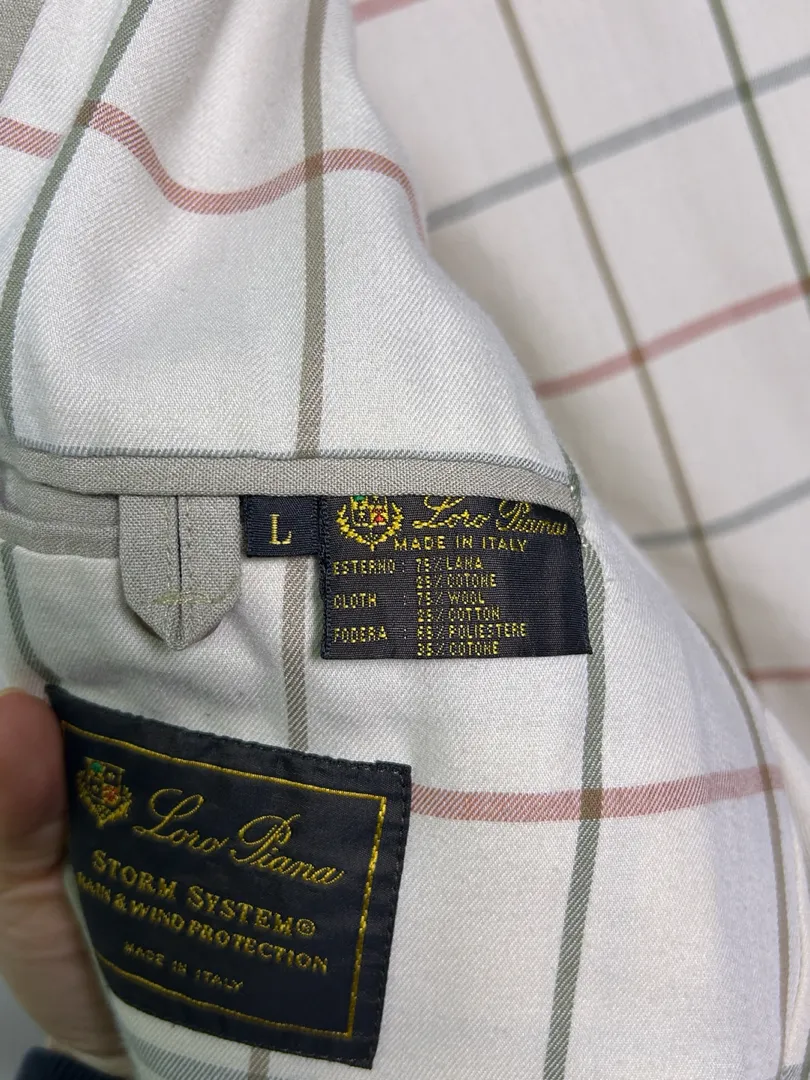 L
Loro Piana
MADE IN ITALY
ESTERNO : 75% LANA
25% COTONE
CLOTH : 75% WOOL
25% COTTON
FODERA : 65% POLIESTERE
35% COTONE
Loro Piana
STORM SYSTEM®
RAIN & WIND PROTECTION
MADE IN ITALY